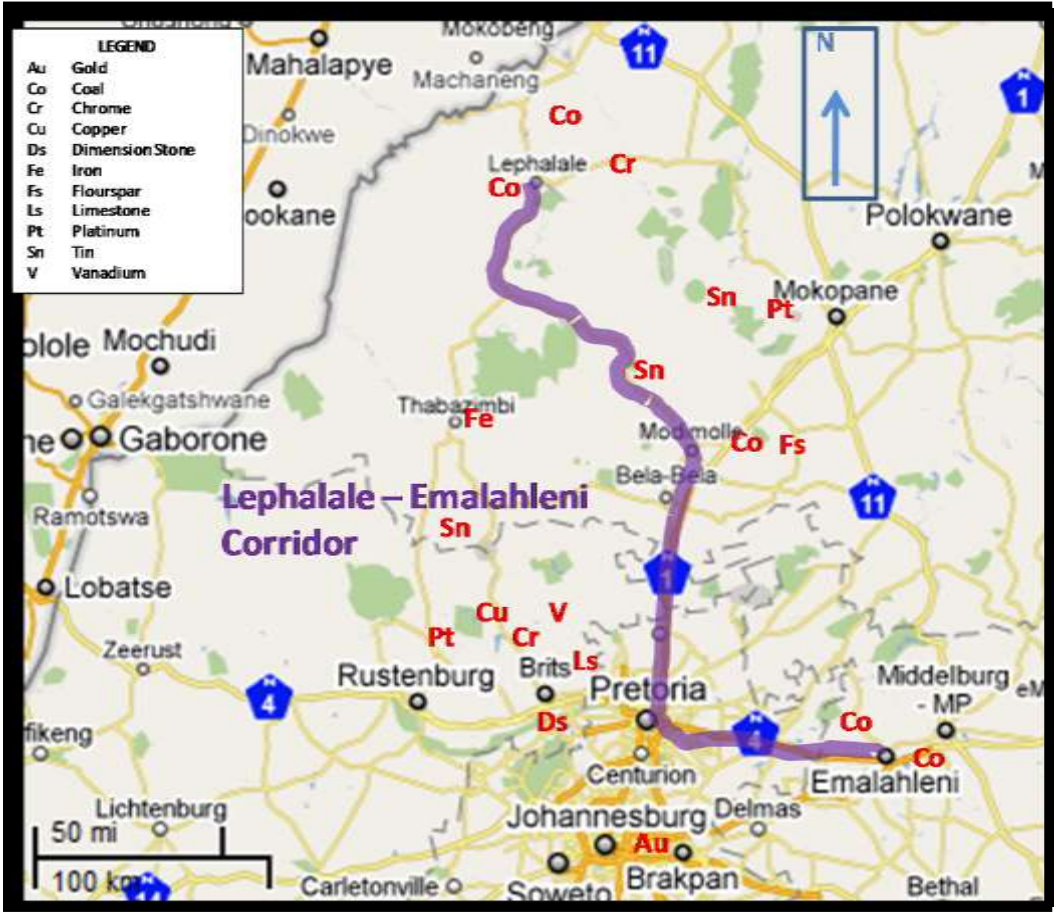 LEGEND
Au Gold
Co Coal
Cr Chrome
Cu Copper
Ds Dimension Stone
Fe Iron
Fs Flourspar
Ls Limestone
Pt Platinum
Sn Tin
V Vanadium
Mokobeng
Mahalapye
Machaneng
11
N
1
Dinokwe
Co
Lephalale
Cr
Co
ookane
Polokwane
Sn
Pt
Mokopane
olole
Mochudi
Sn
Galekgatshwane
Thabazimbi
Fe
ne
Gaborone
Modimolle
Co
Fs
Bela-Bela
Lephalale – Emalahleni
Corridor
11
Ramotswa
Sn
1
Lobatse
Cu
V
Pt
Cr
Zeerust
Ls
Rustenburg
Brits
Pretoria
Middelburg
- MP
eM
4
Ds
Co
fikeng
4
Co
Centurion
Emalahleni
Lichtenburg
Johannesburg
Delmas
50 mi
Au
Brakpan
100 km
Carletonville
Soweto
Bethal